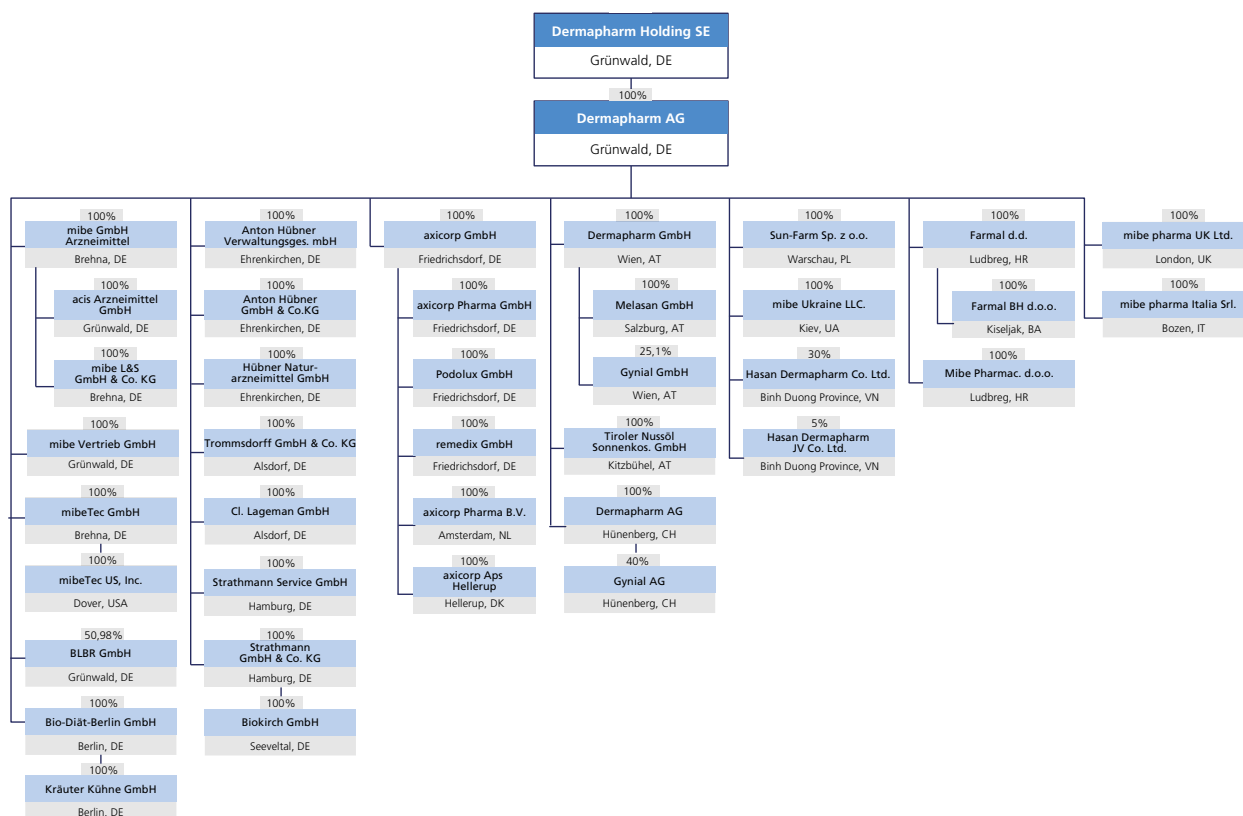 Dermapharm Holding SE
Grünwald, DE
100%
Dermapharm AG
Grünwald, DE
100%
mibe GmbH
Arzneimittel
Brehna, DE
100%
acis Arzneimittel
GmbH
Grünwald, DE
100%
mibe L&S
GmbH & Co. KG
Brehna, DE
100%
mibe Vertrieb GmbH
Grünwald, DE
100%
mibeTec GmbH
Brehna, DE
100%
mibeTec US, Inc.
Dover, USA
50,98%
BLBR GmbH
Grünwald, DE
100%
Bio-Diät-Berlin GmbH
Berlin, DE
100%
Kräuter Kühne GmbH
Berlin, DE
100%
Anton Hübner
Verwaltungsges. mbH
Ehrenkirchen, DE
100%
Anton Hübner
GmbH & Co.KG
Ehrenkirchen, DE
100%
Hübner Natur-
arzneimittel GmbH
Ehrenkirchen, DE
100%
Trommsdorff GmbH & Co. KG
Alsdorf, DE
100%
Cl. Lageman GmbH
Alsdorf, DE
100%
Strathmann Service GmbH
Hamburg, DE
100%
Strathmann
GmbH & Co. KG
Hamburg, DE
100%
Biokirch GmbH
Seeveltal, DE
100%
axicorp GmbH
Friedrichsdorf, DE
100%
axicorp Pharma GmbH
Friedrichsdorf, DE
100%
Podolux GmbH
Friedrichsdorf, DE
100%
remedix GmbH
Friedrichsdorf, DE
100%
axicorp Pharma B.V.
Amsterdam, NL
100%
axicorp Aps
Hellerup
Hellerup, DK
100%
Dermapharm GmbH
Wien, AT
100%
Melasan GmbH
Salzburg, AT
25,1%
Gynial GmbH
Wien, AT
100%
Tiroler Nussöl
Sonnenkos. GmbH
Kitzbühel, AT
100%
Dermapharm AG
Hünenberg, CH
40%
Gynial AG
Hünenberg, CH
100%
Sun-Farm Sp. z o.o.
Warschau, PL
100%
mibe Ukraine LLC.
Kiev, UA
30%
Hasan Dermapharm Co. Ltd.
Binh Duong Province, VN
5%
Hasan Dermapharm
JV Co. Ltd.
Binh Duong Province, VN
100%
Farmal d.d.
Ludbreg, HR
100%
Farmal BH d.o.o.
Kiseljak, BA
100%
Mibe Pharmac. d.o.o.
Ludbreg, HR
100%
mibe pharma UK Ltd.
London, UK
100%
mibe pharma Italia Srl.
Bozen, IT